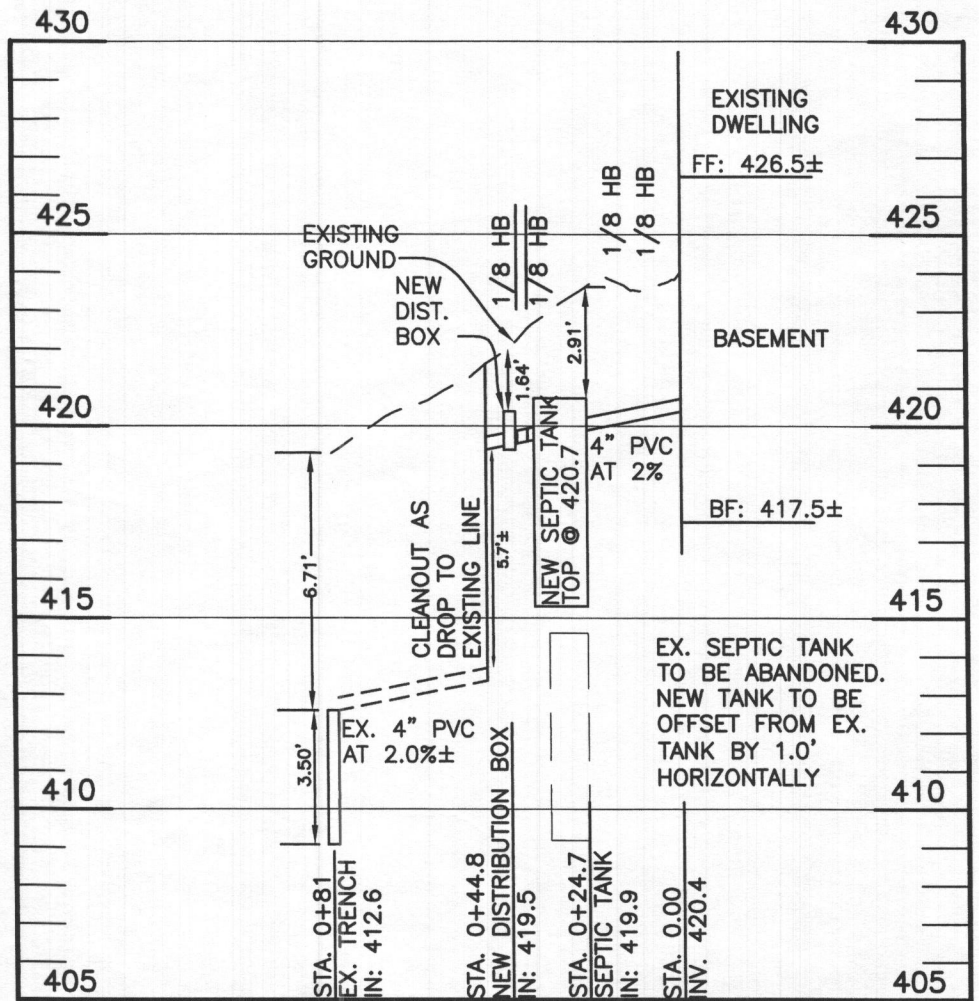 430
430
EXISTING
DWELLING
FF: 426.5±
1/8 HB
1/8 HB
1/8 HB
1/8 HB
425
425
EXISTING
GROUND
NEW
DIST.
BOX
2.91'
1.64'
BASEMENT
420
420
4" PVC
AT 2%
NEW SEPTIC TANK
TOP @ 420.7
BF: 417.5±
6.71'
CLEANOUT AS
DROP TO
EXISTING LINE
5.7'±
415
415
EX. SEPTIC TANK
TO BE ABANDONED.
NEW TANK TO BE
OFFSET FROM EX.
TANK BY 1.0'
HORIZONTALLY
EX. 4" PVC
AT 2.0%±
3.50'
410
410
STA. 0+81
EX. TRENCH
IN: 412.6
STA. 0+44.8
NEW DISTRIBUTION BOX
IN: 419.5
STA. 0+24.7
SEPTIC TANK
IN: 419.9
STA. 0.00
INV. 420.4
405
405